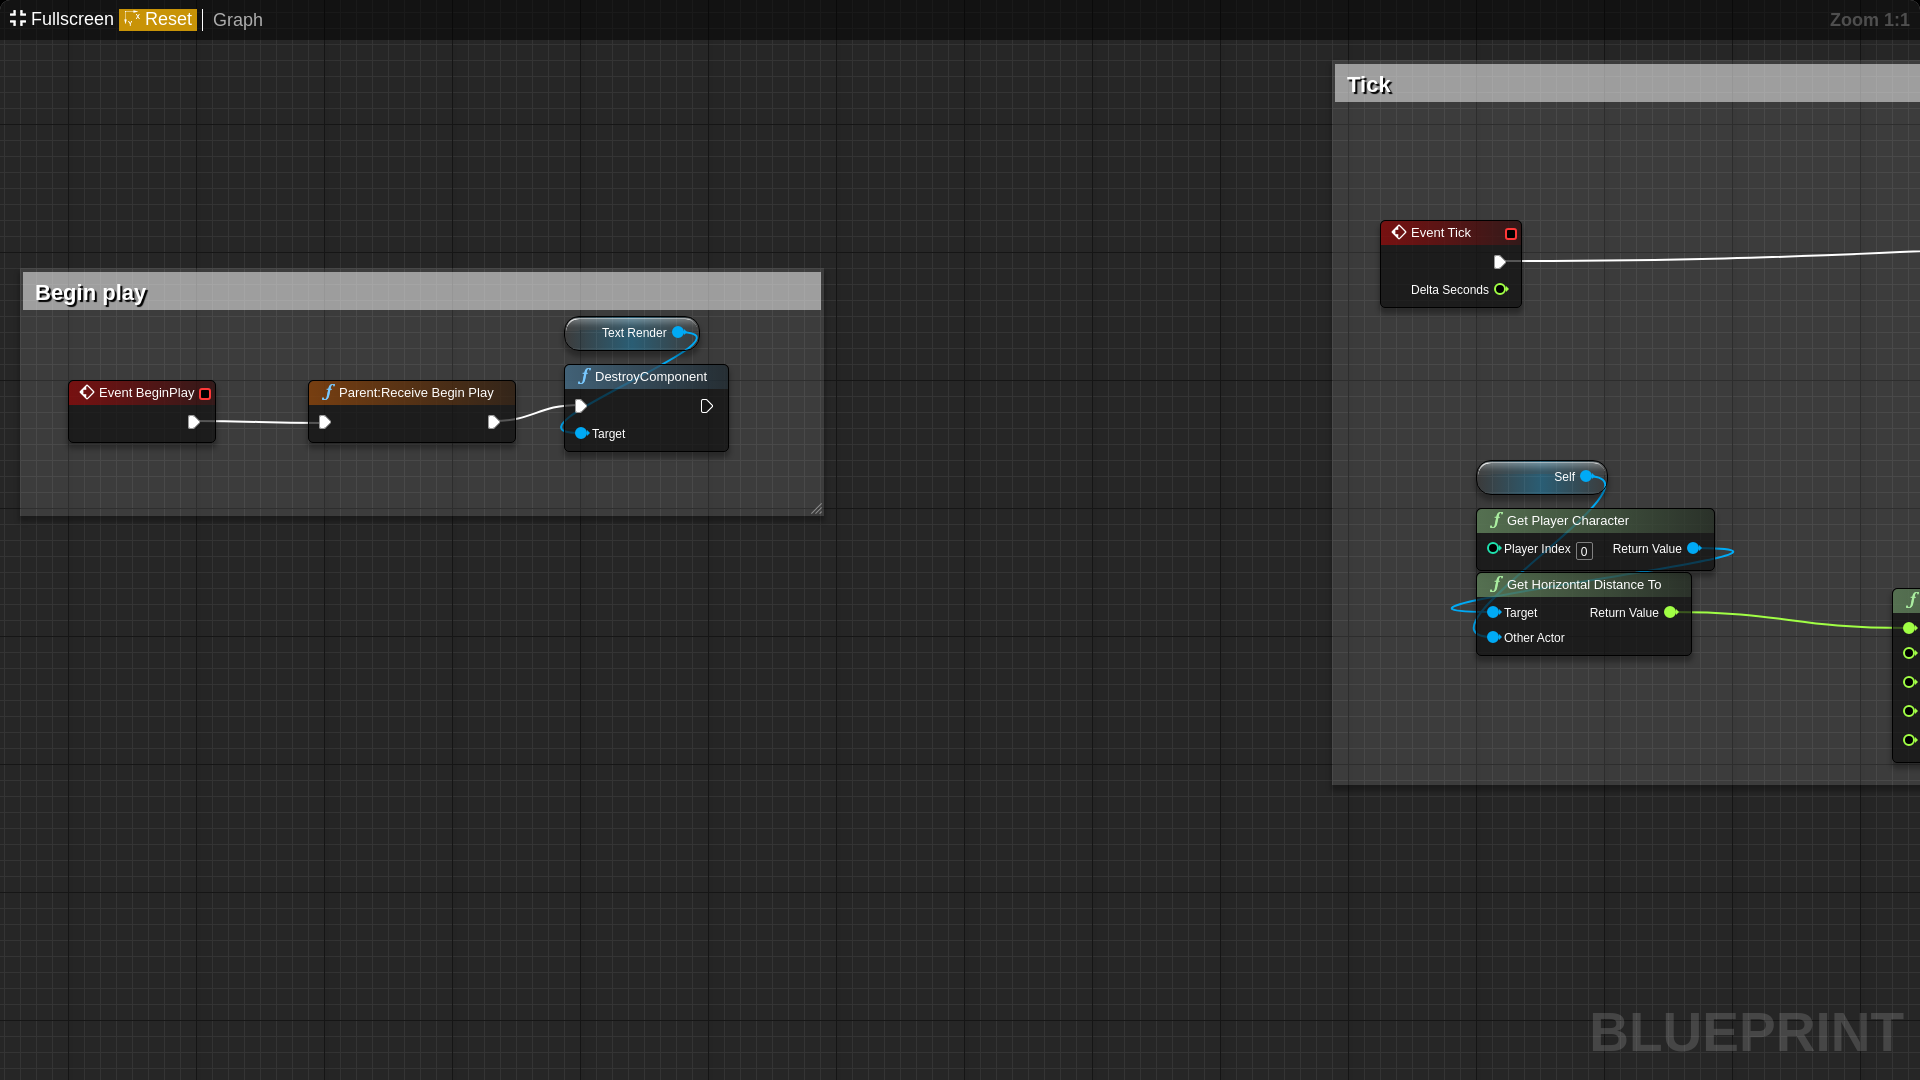 Fullscreen Reset Graph
Zoom 1:1
Begin play
Text Render
Event BeginPlay
Parent:Receive Begin Play
DestroyComponent
Target
Tick
Event Tick
Delta Seconds
Self
Get Player Character
Player Index 0 Return Value
Get Horizontal Distance To
Target Return Value
Other Actor
BLUEPRINT